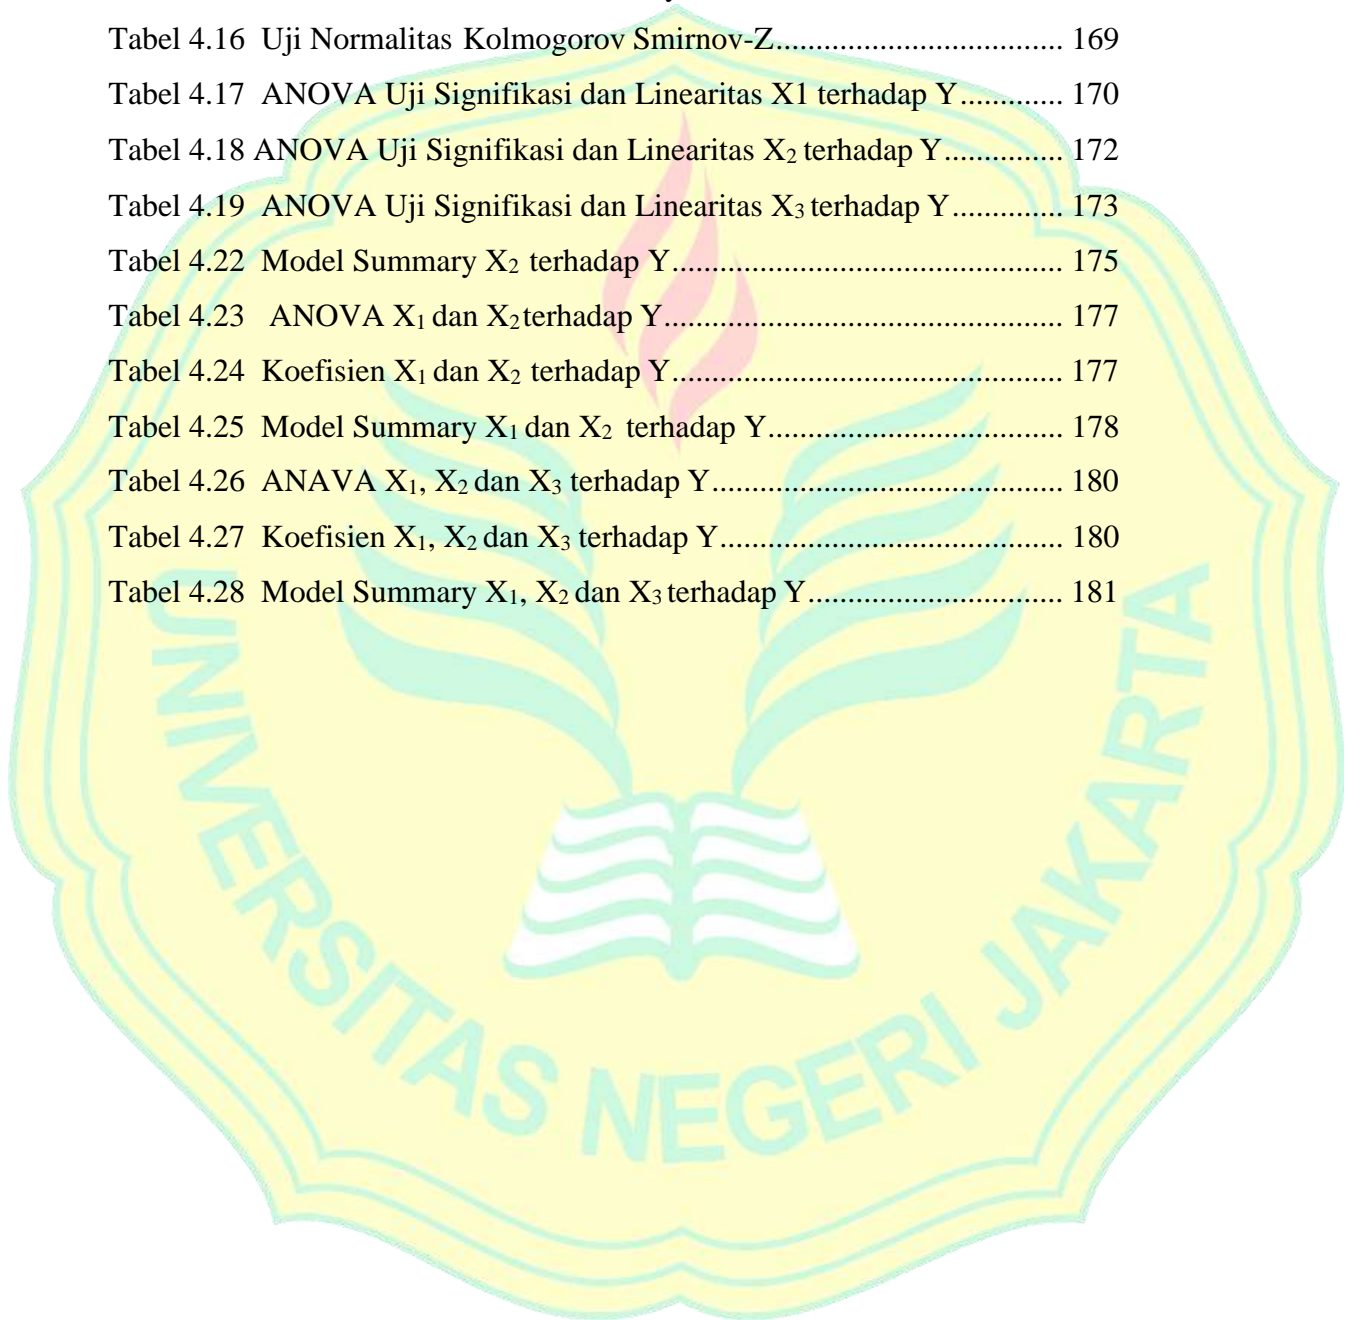 Tabel 4.16 Uji Normalitas Kolmogorov Smirnov-Z.................................... 169
Tabel 4.17 ANOVA Uji Signifikasi dan Linearitas X1 terhadap Y............. 170
Tabel 4.18 ANOVA Uji Signifikasi dan Linearitas X₂ terhadap Y............... 172
Tabel 4.19 ANOVA Uji Signifikasi dan Linearitas X₃ terhadap Y.............. 173
Tabel 4.22 Model Summary X₂ terhadap Y................................................. 175
Tabel 4.23 ANOVA X₁ dan X₂ terhadap Y.................................................. 177
Tabel 4.24 Koefisien X₁ dan X₂ terhadap Y................................................. 177
Tabel 4.25 Model Summary X₁ dan X₂ terhadap Y..................................... 178
Tabel 4.26 ANAVA X₁, X₂ dan X₃ terhadap Y............................................ 180
Tabel 4.27 Koefisien X₁, X₂ dan X₃ terhadap Y........................................... 180
Tabel 4.28 Model Summary X₁, X₂ dan X₃ terhadap Y................................ 181
UNIVERSITAS NEGERI JAKARTA